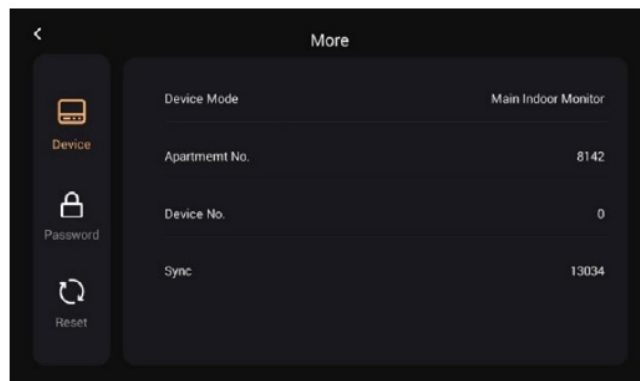 More
Device
Password
Reset
Device Mode Main Indoor Monitor
Apartmemt No. 8142
Device No. 0
Sync 13034